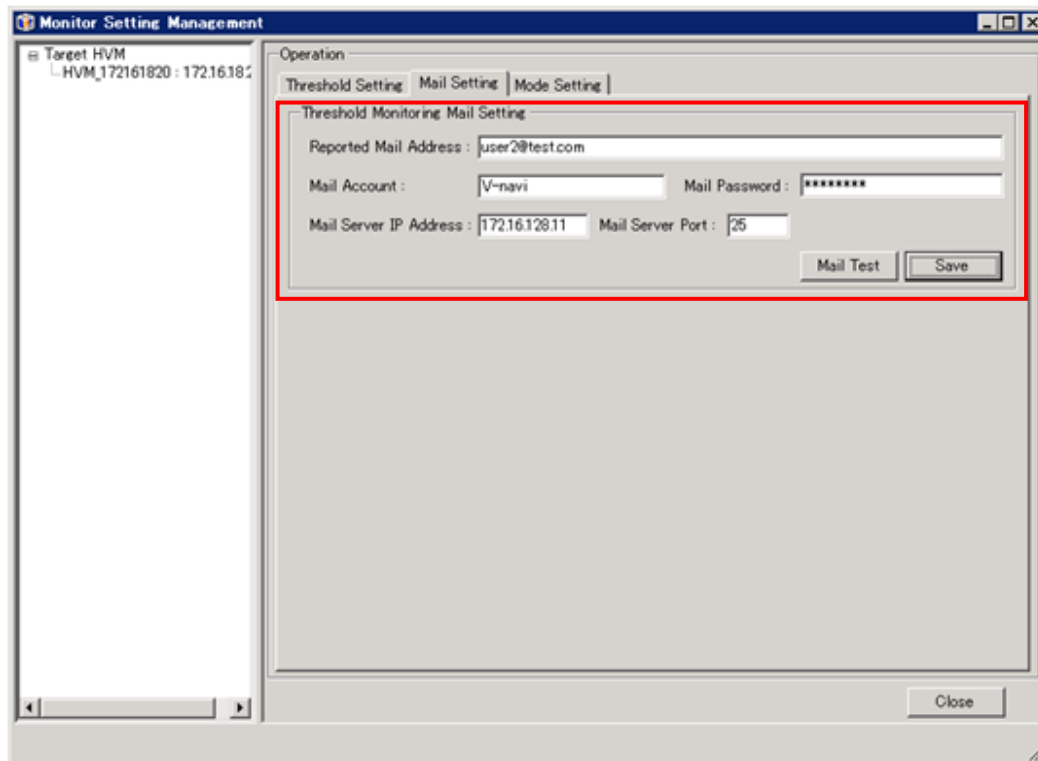 Monitor Setting Management
Target HVM
HVM_172161820 : 172.16.18.2
Operation
Threshold Setting Mail Setting Mode Setting
Threshold Monitoring Mail Setting
Reported Mail Address : user2@test.com
Mail Account : V-navi Mail Password : ********
Mail Server IP Address : 172.16.128.11 Mail Server Port : 25
Mail Test Save
Close